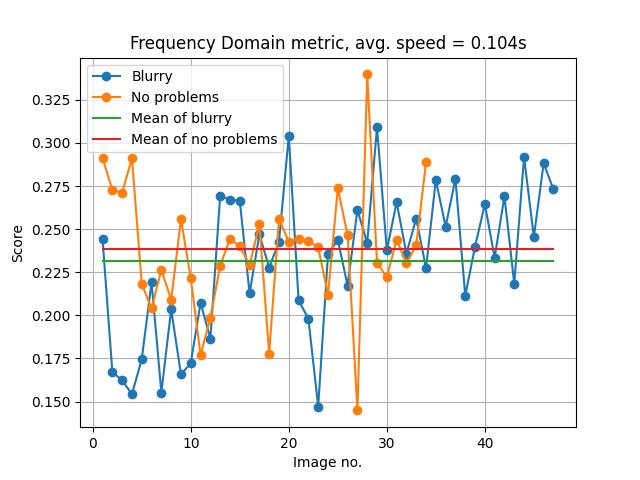 Frequency Domain metric, avg. speed = 0.104s
Blurry
No problems
Mean of blurry
Mean of no problems
Score
0.325
0.300
0.275
0.250
0.225
0.200
0.175
0.150
0 10 20 30 40
Image no.